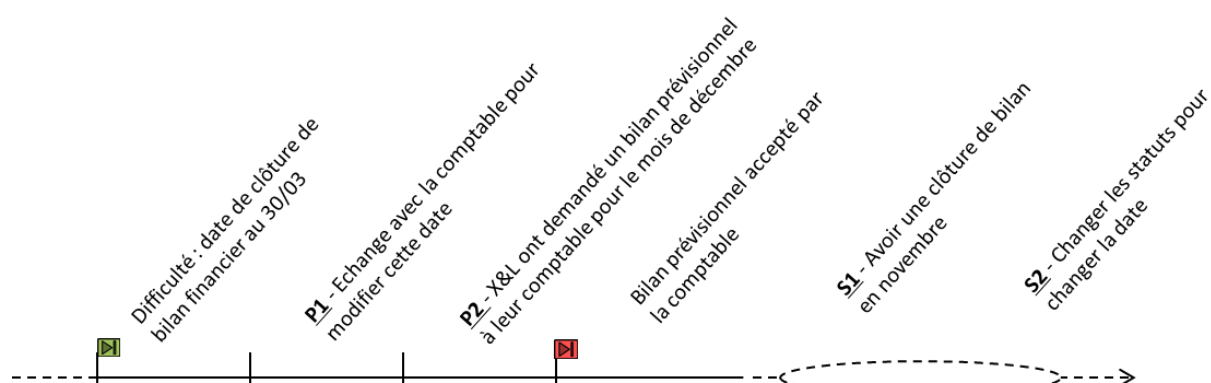 Difficulté : date de clôture de
bilan financier au 30/03
P1 - Echange avec la comptable pour
modifier cette date
P2 - X&L ont demandé un bilan prévisionnel
à leur comptable pour le mois de décembre
Bilan prévisionnel accepté par
la comptable
S1 - Avoir une clôture de bilan
en novembre
S2 - Changer les statuts pour
changer la date